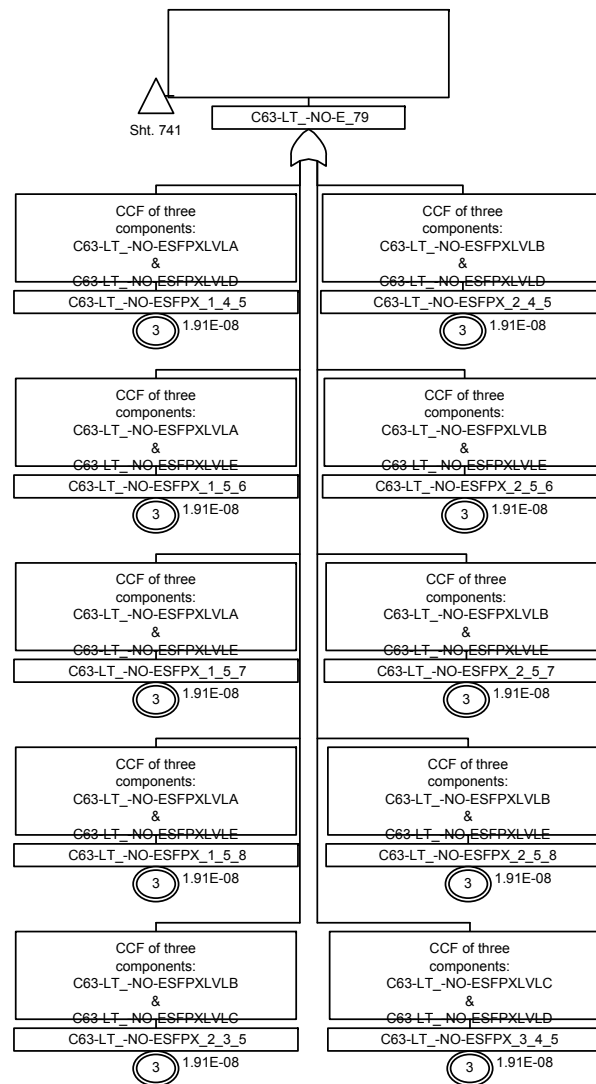 C63-LT_-NO-E_79
Sht. 741
CCF of three
components:
C63-LT_-NO-ESFPXLVLA
&
C63-LT_-NO-ESFPXLVLD
C63-LT_-NO-ESFPX_1_4_5
3
1.91E-08
CCF of three
components:
C63-LT_-NO-ESFPXLVLB
&
C63-LT_-NO-ESFPXLVLD
C63-LT_-NO-ESFPX_2_4_5
3
1.91E-08
CCF of three
components:
C63-LT_-NO-ESFPXLVLA
&
C63-LT_-NO-ESFPXLVLE
C63-LT_-NO-ESFPX_1_5_6
3
1.91E-08
CCF of three
components:
C63-LT_-NO-ESFPXLVLB
&
C63-LT_-NO-ESFPXLVLE
C63-LT_-NO-ESFPX_2_5_6
3
1.91E-08
CCF of three
components:
C63-LT_-NO-ESFPXLVLA
&
C63-LT_-NO-ESFPXLVLE
C63-LT_-NO-ESFPX_1_5_7
3
1.91E-08
CCF of three
components:
C63-LT_-NO-ESFPXLVLB
&
C63-LT_-NO-ESFPXLVLE
C63-LT_-NO-ESFPX_2_5_7
3
1.91E-08
CCF of three
components:
C63-LT_-NO-ESFPXLVLA
&
C63-LT_-NO-ESFPXLVLE
C63-LT_-NO-ESFPX_1_5_8
3
1.91E-08
CCF of three
components:
C63-LT_-NO-ESFPXLVLB
&
C63-LT_-NO-ESFPXLVLE
C63-LT_-NO-ESFPX_2_5_8
3
1.91E-08
CCF of three
components:
C63-LT_-NO-ESFPXLVLB
&
C63-LT_-NO-ESFPXLVLC
C63-LT_-NO-ESFPX_2_3_5
3
1.91E-08
CCF of three
components:
C63-LT_-NO-ESFPXLVLC
&
C63-LT_-NO-ESFPXLVLD
C63-LT_-NO-ESFPX_3_4_5
3
1.91E-08